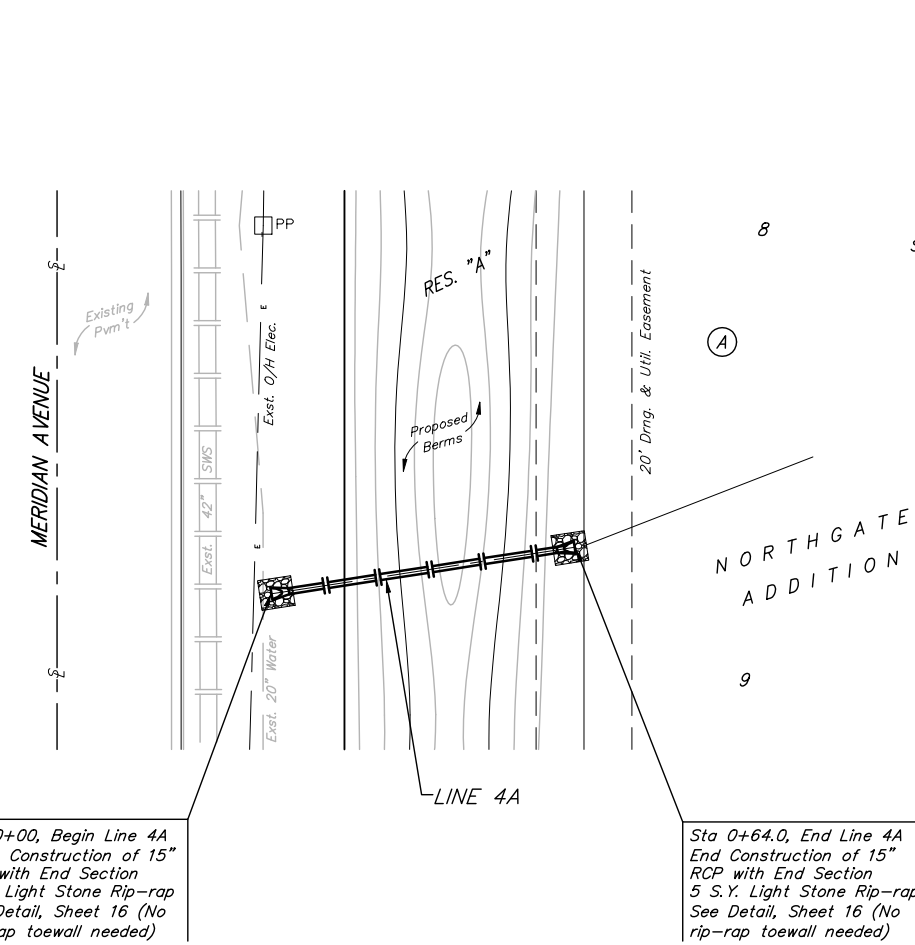 PP
8
RES. "A"
Existing
Pvm't
A
Exst. O/H Elec.
E
20' Drng. & Util. Easement
MERIDIAN AVENUE
Proposed
Berms
Exst. 42" SWS
E
NORTHGATE
ADDITION
Exst. 20" Water
9
LINE 4A
0+00, Begin Line 4A
Construction of 15"
with End Section
Light Stone Rip-rap
Detail, Sheet 16 (No
toewall needed)
Sta 0+64.0, End Line 4A
End Construction of 15"
RCP with End Section
5 S.Y. Light Stone Rip-rap
See Detail, Sheet 16 (No
rip-rap toewall needed)